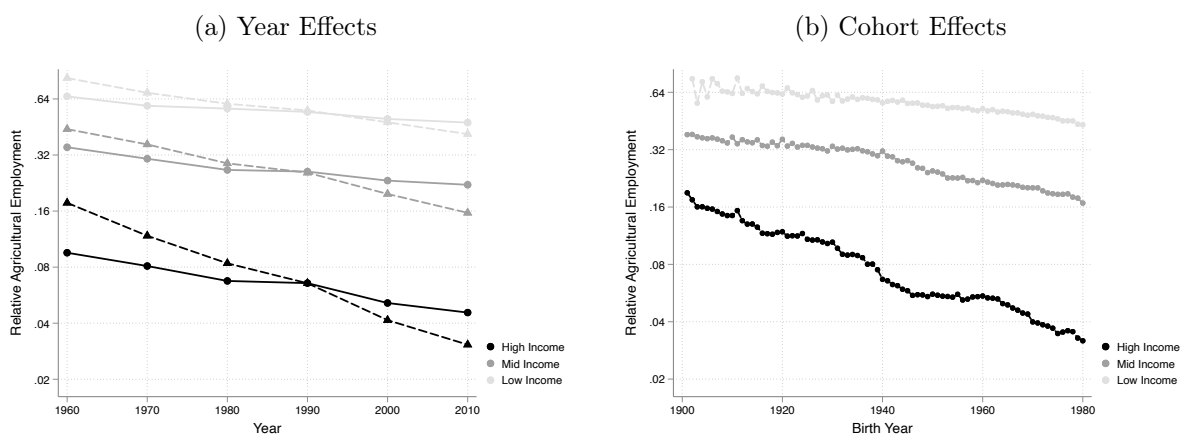 (a) Year Effects
Relative Agricultural Employment
.64
.32
.16
.08
.04
.02
1960 1970 1980 1990 2000 2010
Year
High Income
Mid Income
Low Income
(b) Cohort Effects
Relative Agricultural Employment
.64
.32
.16
.08
.04
.02
1900 1920 1940 1960 1980
Birth Year
High Income
Mid Income
Low Income